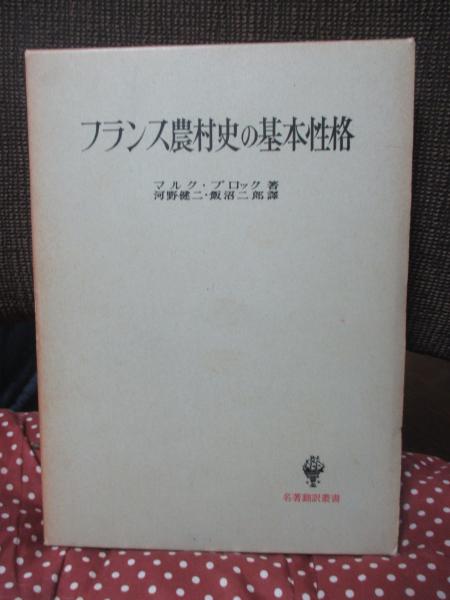 フランス農村史の基本性格
マルク・ブロック 著
河野健二・飯沼二郎 譯
名著翻訳叢書